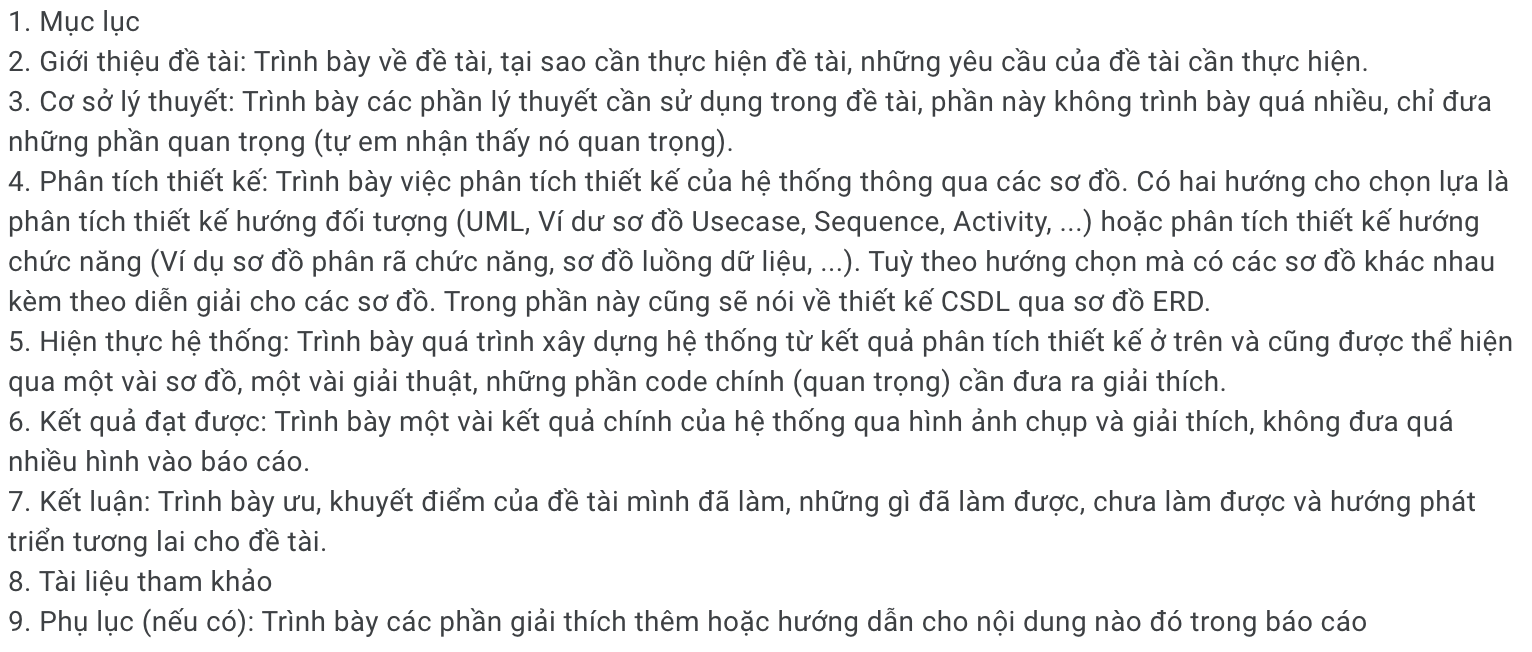 1. Mục lục
2. Giới thiệu đề tài: Trình bày về đề tài, tại sao cần thực hiện đề tài, những yêu cầu của đề tài cần thực hiện.
3. Cơ sở lý thuyết: Trình bày các phần lý thuyết cần sử dụng trong đề tài, phần này không trình bày quá nhiều, chỉ đưa
những phần quan trọng (tự em nhận thấy nó quan trọng).
4. Phân tích thiết kế: Trình bày việc phân tích thiết kế của hệ thống thông qua các sơ đồ. Có hai hướng cho chọn lựa là
phân tích thiết kế hướng đối tượng (UML, Ví dư sơ đồ Usecase, Sequence, Activity, ...) hoặc phân tích thiết kế hướng
chức năng (Ví dụ sơ đồ phân rã chức năng, sơ đồ luồng dữ liệu, ...). Tuỳ theo hướng chọn mà có các sơ đồ khác nhau
kèm theo diễn giải cho các sơ đồ. Trong phần này cũng sẽ nói về thiết kế CSDL qua sơ đồ ERD.
5. Hiện thực hệ thống: Trình bày quá trình xây dựng hệ thống từ kết quả phân tích thiết kế ở trên và cũng được thể hiện
qua một vài sơ đồ, một vài giải thuật, những phần code chính (quan trọng) cần đưa ra giải thích.
6. Kết quả đạt được: Trình bày một vài kết quả chính của hệ thống qua hình ảnh chụp và giải thích, không đưa quá
nhiều hình vào báo cáo.
7. Kết luận: Trình bày ưu, khuyết điểm của đề tài mình đã làm, những gì đã làm được, chưa làm được và hướng phát
triển tương lai cho đề tài.
8. Tài liệu tham khảo
9. Phụ lục (nếu có): Trình bày các phần giải thích thêm hoặc hướng dẫn cho nội dung nào đó trong báo cáo